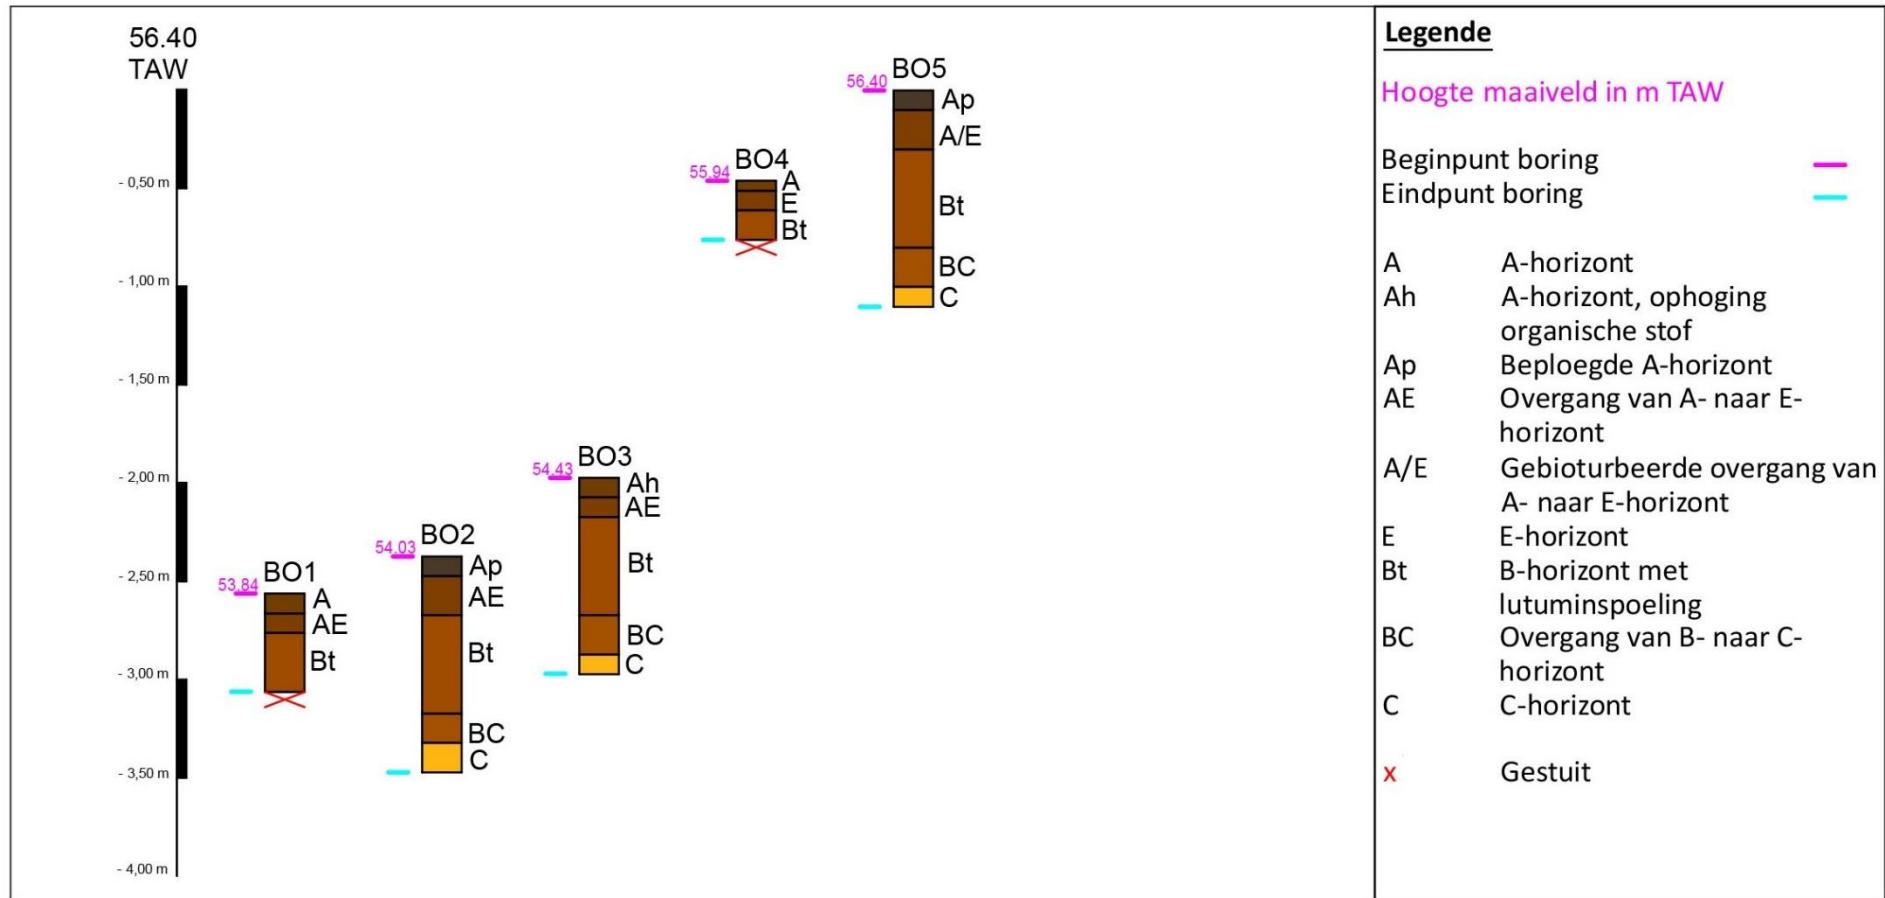 56.40
TAW
- 0,50 m
- 1,00 m
- 1,50 m
- 2,00 m
- 2,50 m
- 3,00 m
- 3,50 m
- 4,00 m
53,84
BO1
A
AE
Bt
54,03
BO2
Ap
AE
Bt
BC
C
54,43
BO3
Ah
AE
Bt
BC
C
55,94
BO4
A
E
Bt
56,40
BO5
Ap
A/E
Bt
BC
C
Legende
Hoogte maaiveld in m TAW
Beginpunt boring
Eindpunt boring
A A-horizont
Ah A-horizont, ophoging
organische stof
Ap Beploegde A-horizont
AE Overgang van A- naar E-
horizont
A/E Gebioturbeerde overgang van
A- naar E-horizont
E E-horizont
Bt B-horizont met
lutuminspoeling
BC Overgang van B- naar C-
horizont
C C-horizont
x Gestuit